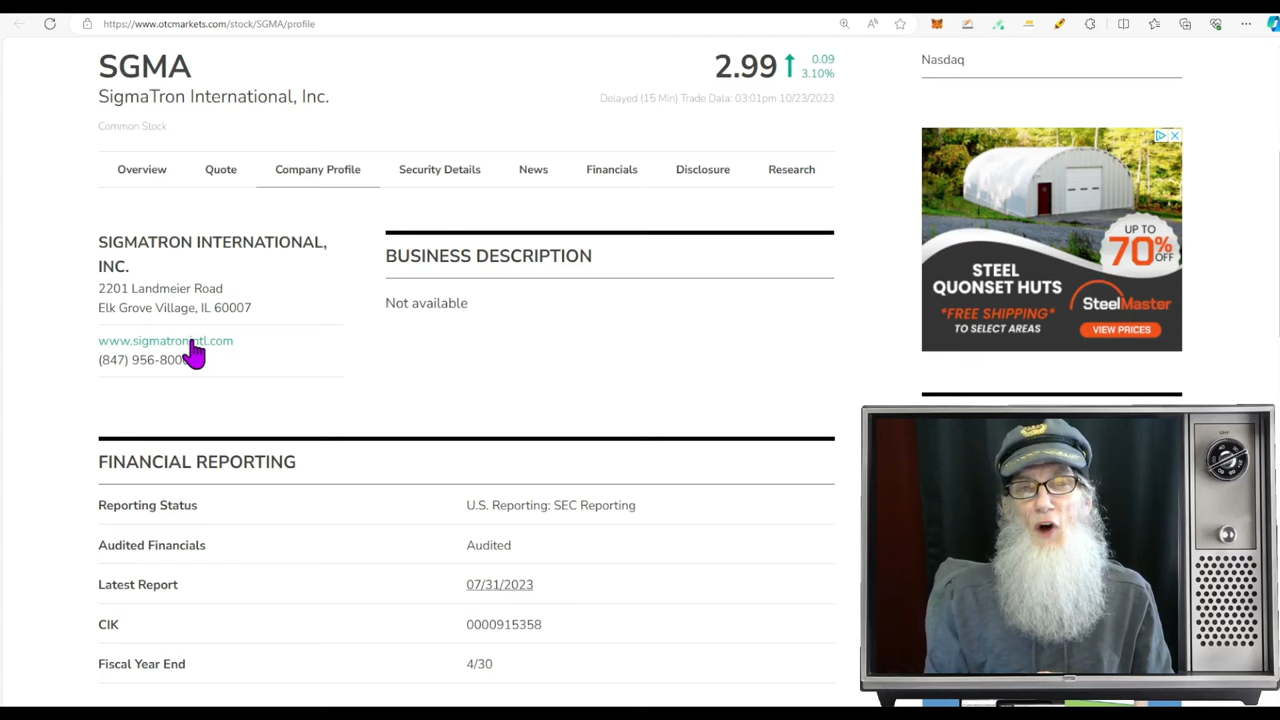 https://www.otcmarkets.com/stock/SGMA/profile
SGMA
2.99
0.09
3.10%
SigmaTron International, Inc.
Delayed (15 Min) Trade Data: 03:01pm 10/23/2023
Common Stock
Nasdaq
Overview Quote Company Profile Security Details News Financials Disclosure Research
SIGMATRON INTERNATIONAL,
INC.
2201 Landmeier Road
Elk Grove Village, IL 60007
www.sigmatronintl.com
(847) 956-800
BUSINESS DESCRIPTION
Not available
UP TO
70%
OFF
STEEL
QUONSET HUTS
*FREE SHIPPING*
TO SELECT AREAS
SteelMaster
VIEW PRICES
FINANCIAL REPORTING
Reporting Status U.S. Reporting: SEC Reporting
Audited Financials Audited
Latest Report 07/31/2023
CIK 0000915358
Fiscal Year End 4/30
UHF